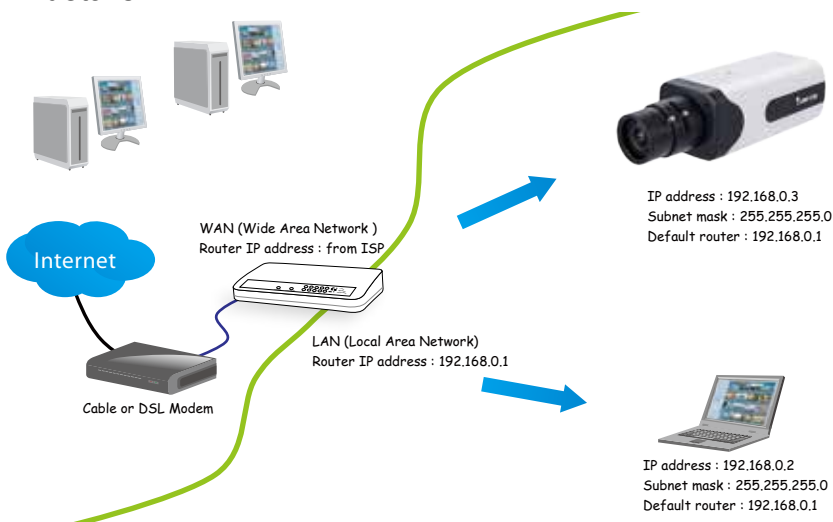 WAN (Wide Area Network )
Router IP address : from ISP
Internet
LAN (Local Area Network)
Router IP address : 192.168.0.1
Cable or DSL Modem
IP address : 192.168.0.3
Subnet mask : 255.255.255.0
Default router : 192.168.0.1
IP address : 192.168.0.2
Subnet mask : 255.255.255.0
Default router : 192.168.0.1